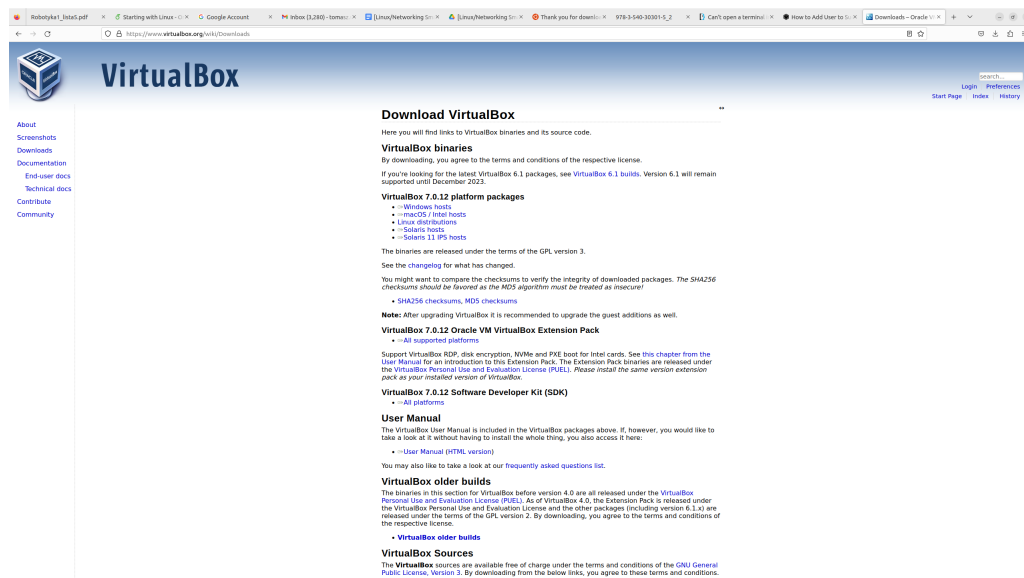 Robotyke1_lista5.pdf
Starting with Linux -
Google Account
Inbox (3,280) - tomas
[Linux/Networking
[Linux/Networking
Thank you for downlo
978-3-540-30301-5_2
Can't open a terminal
How to Add User to
Downloads – Oracle
https://www.virtualbox.org/wiki/Downloads
VirtualBox
search...
Login Preferences
Start Page Index History
About
Screenshots
Downloads
Documentation
End-user docs
Technical docs
Contribute
Community
Download VirtualBox
Here you will find links to VirtualBox binaries and its source code.
VirtualBox binaries
By downloading, you agree to the terms and conditions of the respective license.
If you're looking for the latest VirtualBox 6.1 packages, see VirtualBox 6.1 builds. Version 6.1 will remain
supported until December 2023.
VirtualBox 7.0.12 platform packages
• Windows hosts
• macOS / Intel hosts
• Linux distributions
• Solaris hosts
• Solaris 11 IPS hosts
The binaries are released under the terms of the GPL version 3.
See the changelog for what has changed.
You might want to compare the checksums to verify the integrity of downloaded packages. The SHA256
checksums should be favored as the MD5 algorithm must be treated as insecure!
• SHA256 checksums, MD5 checksums
Note: After upgrading VirtualBox it is recommended to upgrade the guest additions as well.
VirtualBox 7.0.12 Oracle VM VirtualBox Extension Pack
• All supported platforms
Support VirtualBox RDP, disk encryption, NVMe and PXE boot for Intel cards. See this chapter from the
User Manual for an introduction to this Extension Pack. The Extension Pack binaries are released under
the VirtualBox Personal Use and Evaluation License (PUEL). Please install the same version extension
pack as your installed version of VirtualBox.
VirtualBox 7.0.12 Software Developer Kit (SDK)
• All platforms
User Manual
The VirtualBox User Manual is included in the VirtualBox packages above. If, however, you would like to
take a look at it without having to install the whole thing, you also access it here:
• User Manual (HTML version)
You may also like to take a look at our frequently asked questions list.
VirtualBox older builds
The binaries in this section for VirtualBox before version 4.0 are all released under the VirtualBox
Personal Use and Evaluation License (PUEL). As of VirtualBox 4.0, the Extension Pack is released under
the VirtualBox Personal Use and Evaluation License and the other packages (including version 6.1.x) are
released under the terms of the GPL version 2. By downloading, you agree to the terms and conditions of
the respective license.
• VirtualBox older builds
VirtualBox Sources
The VirtualBox sources are available free of charge under the terms and conditions of the GNU General
Public License, Version 3. By downloading from the below links, you agree to these terms and conditions.